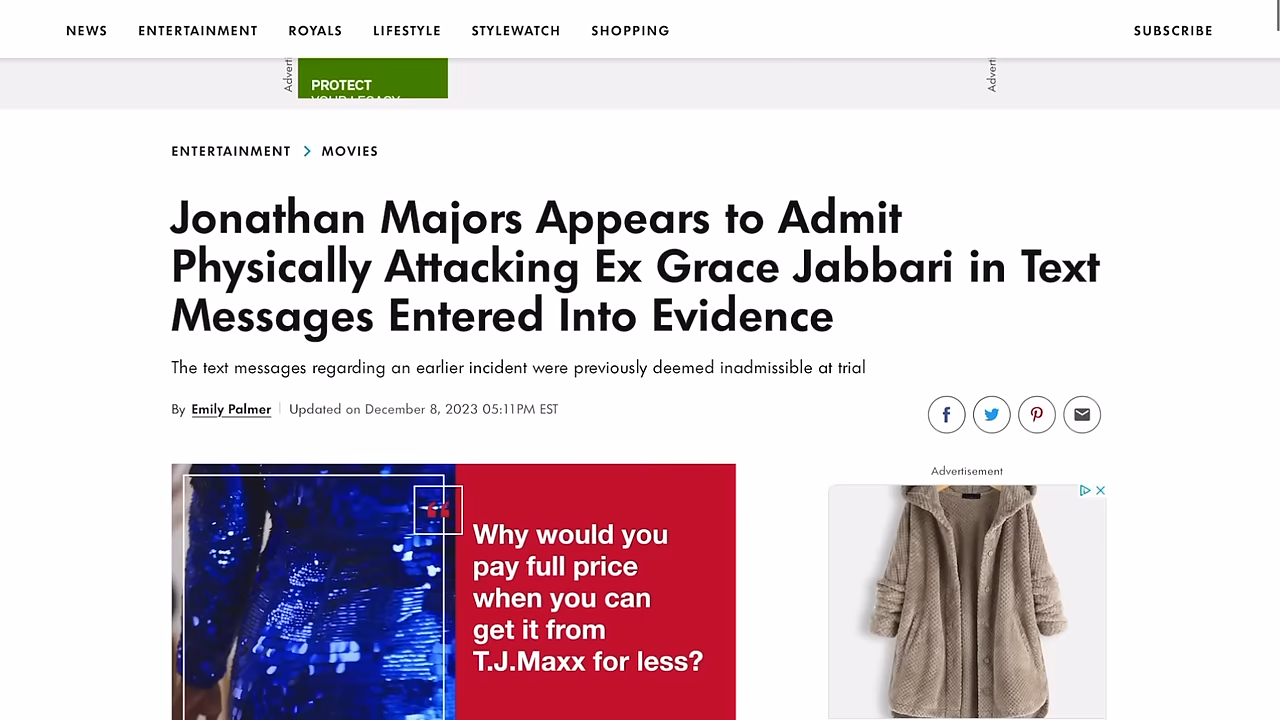 NEWS ENTERTAINMENT ROYALS LIFESTYLE STYLEWATCH SHOPPING SUBSCRIBE
PROTECT
ENTERTAINMENT > MOVIES
Jonathan Majors Appears to Admit
Physically Attacking Ex Grace Jabbari in Text
Messages Entered Into Evidence
The text messages regarding an earlier incident were previously deemed inadmissible at trial
By Emily Palmer Updated on December 8, 2023 05:11PM EST
Advertisement
Why would you
pay full price
when you can
get it from
T.J.Maxx for less?